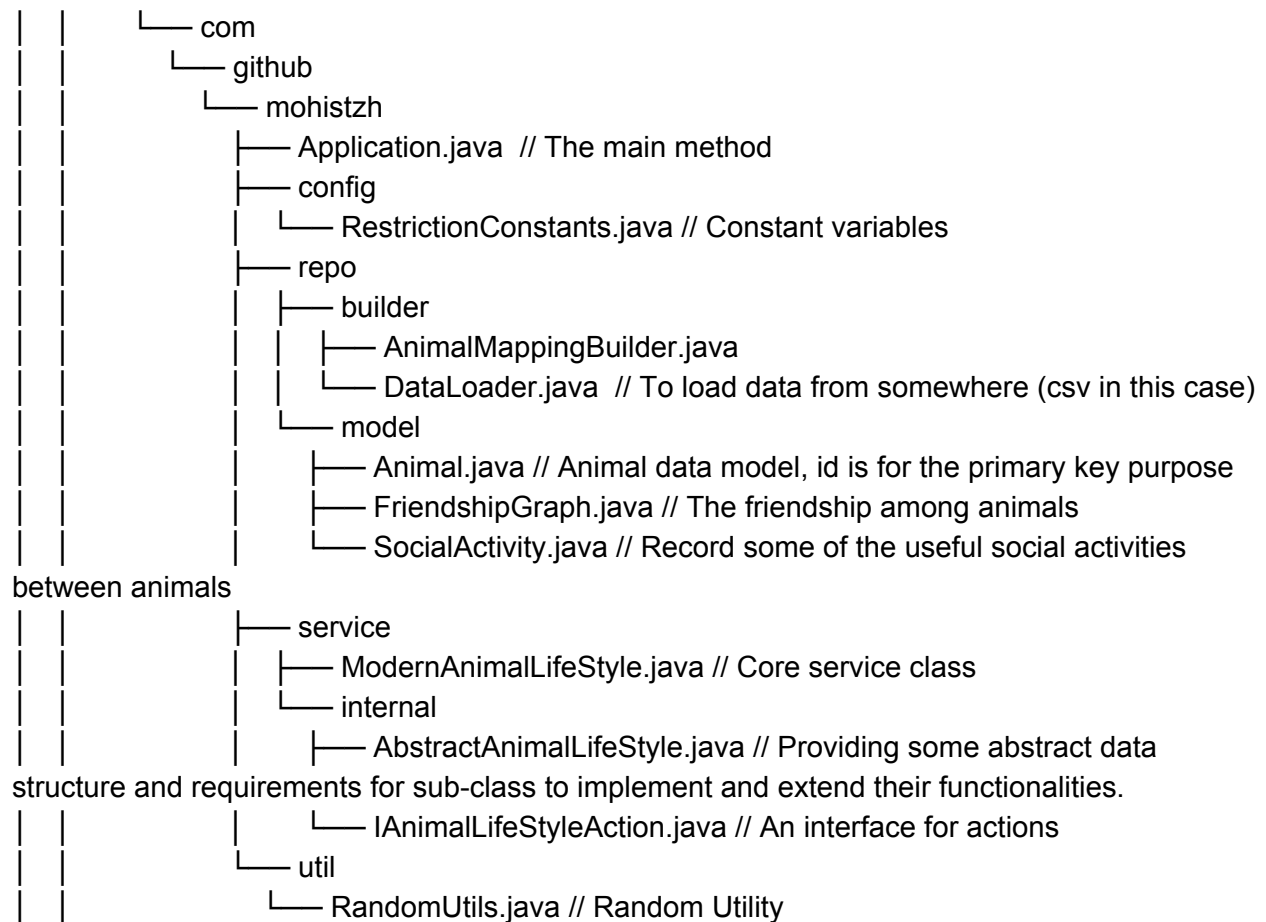 │   │       └── com
│   │           └── github
│   │               └── mohistzh
│   │                   ├── Application.java  // The main method
│   │                   ├── config
│   │                   │   └── RestrictionConstants.java // Constant variables
│   │                   ├── repo
│   │                   │   ├── builder
│   │                   │   │   ├── AnimalMappingBuilder.java
│   │                   │   │   └── DataLoader.java  // To load data from somewhere (csv in this case)
│   │                   │   └── model
│   │                   │       ├── Animal.java // Animal data model, id is for the primary key purpose
│   │                   │       ├── FriendshipGraph.java // The friendship among animals
│   │                   │       └── SocialActivity.java // Record some of the useful social activities
between animals
│   │                   ├── service
│   │                   │   ├── ModernAnimalLifeStyle.java // Core service class
│   │                   │   └── internal
│   │                   │       ├── AbstractAnimalLifeStyle.java // Providing some abstract data
structure and requirements for sub-class to implement and extend their functionalities.
│   │                   │       └── IAnimalLifeStyleAction.java // An interface for actions
│   │                   └── util
│   │                       └── RandomUtils.java // Random Utility